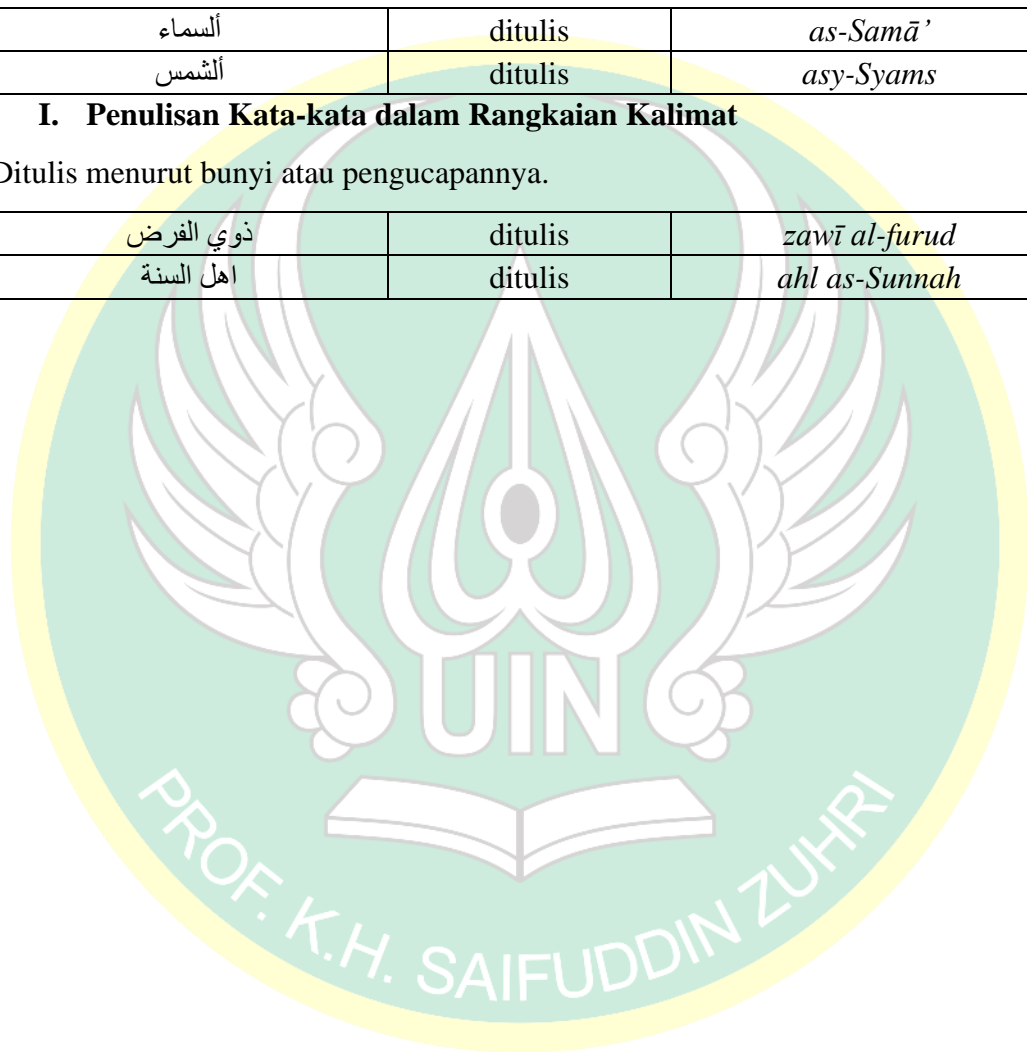 ألسماء ditulis as-Samā’
ألشمس ditulis asy-Syams
I. Penulisan Kata-kata dalam Rangkaian Kalimat
Ditulis menurut bunyi atau pengucapannya.
ذوي الفرض ditulis zawī al-furud
اهل السنة ditulis ahl as-Sunnah
UIN
PROF. K.H. SAIFUDDIN ZUHRI